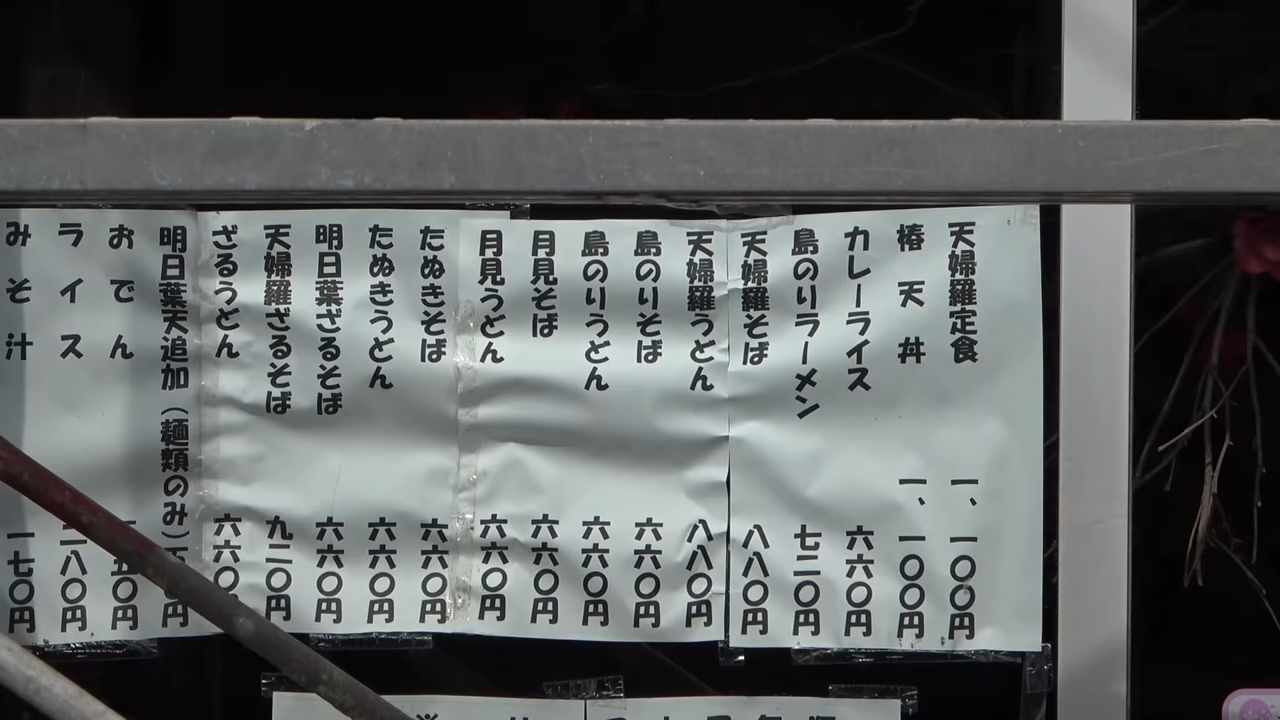 天婦羅定食 一、一〇〇円
椿天丼 一、一〇〇円
カレーライス 六六〇円
島のりラーメン 七二〇円
天婦羅そば 八八〇円
天婦羅うどん 八八〇円
島のりそば 六六〇円
島のりうどん 六六〇円
月見そば 六六〇円
月見うどん 六六〇円
たぬきそば 六六〇円
たぬきうどん 六六〇円
明日葉ざるそば 六六〇円
天婦羅ざるそば 九二〇円
ざるうどん 六六〇円
明日葉天追加（麺類のみ） 円
おでん 五〇円
ライス 八〇円
みそ汁 一七〇円